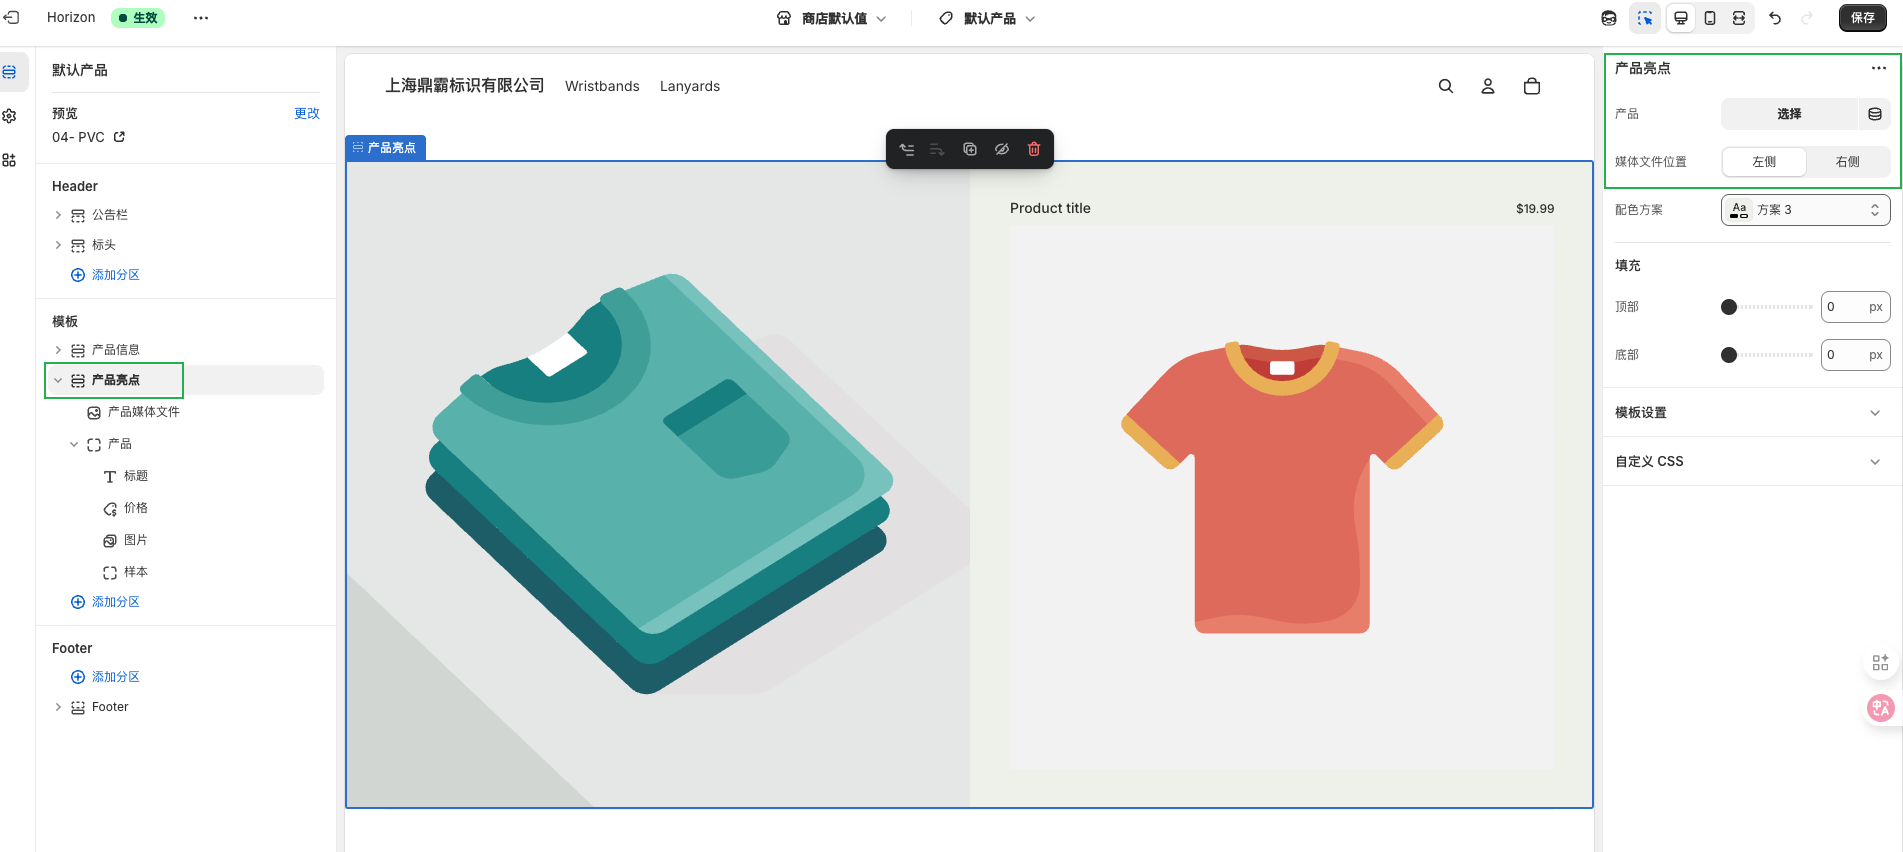 Horizon
生效
商店默认值
默认产品
保存
默认产品
预览
更改
04- PVC
Header
公告栏
标头
添加分区
模板
产品信息
产品亮点
产品媒体文件
产品
标题
价格
图片
样本
添加分区
Footer
添加分区
Footer
上海鼎霸标识有限公司
Wristbands
Lanyards
产品亮点
Product title
$19.99
产品亮点
产品
选择
媒体文件位置
左侧
右侧
配色方案
Aa
方案 3
填充
顶部
0
px
底部
0
px
模板设置
自定义 CSS
中A